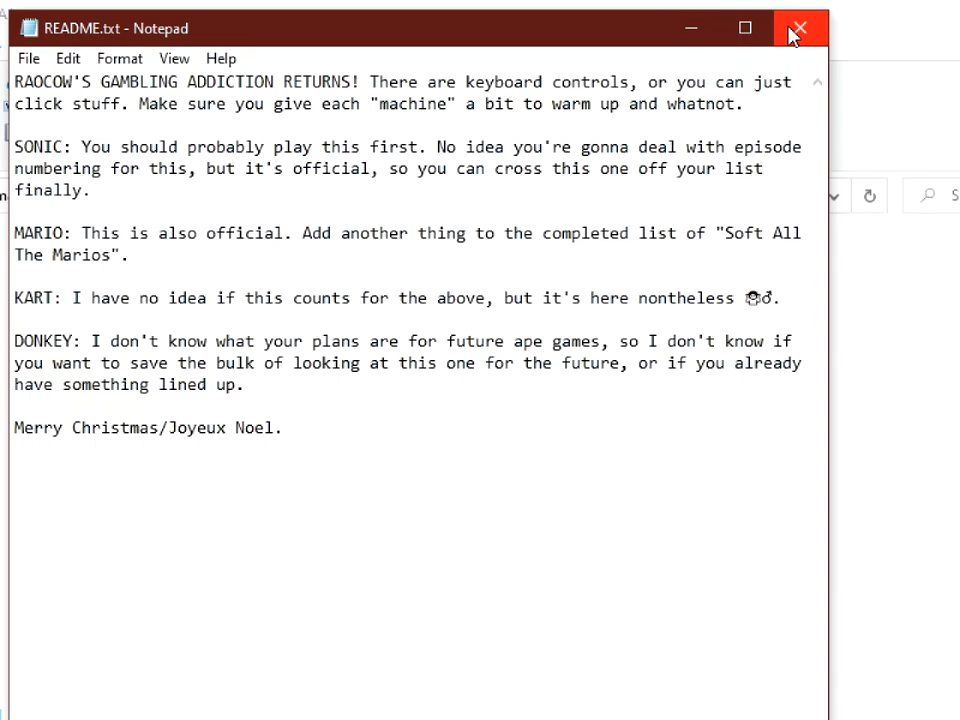 README.txt - Notepad
File Edit Format View Help
RAOCOW'S GAMBLING ADDICTION RETURNS! There are keyboard controls, or you can just
click stuff. Make sure you give each "machine" a bit to warm up and whatnot.
SONIC: You should probably play this first. No idea you're gonna deal with episode
numbering for this, but it's official, so you can cross this one off your list
finally.
MARIO: This is also official. Add another thing to the completed list of "Soft All
The Marios".
KART: I have no idea if this counts for the above, but it's here nontheless 🙊♂.
DONKEY: I don't know what your plans are for future ape games, so I don't know if
you want to save the bulk of looking at this one for the future, or if you already
have something lined up.
Merry Christmas/Joyeux Noel.
S